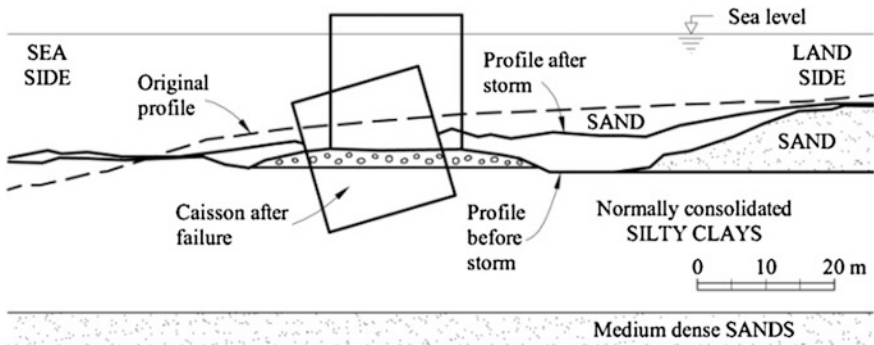 Sea level
SEA
SIDE
LAND
SIDE
Original
profile
Profile after
storm
SAND
SAND
Caisson after
failure
Profile
before
storm
Normally consolidated
SILTY CLAYS
0 10 20 m
Medium dense SANDS